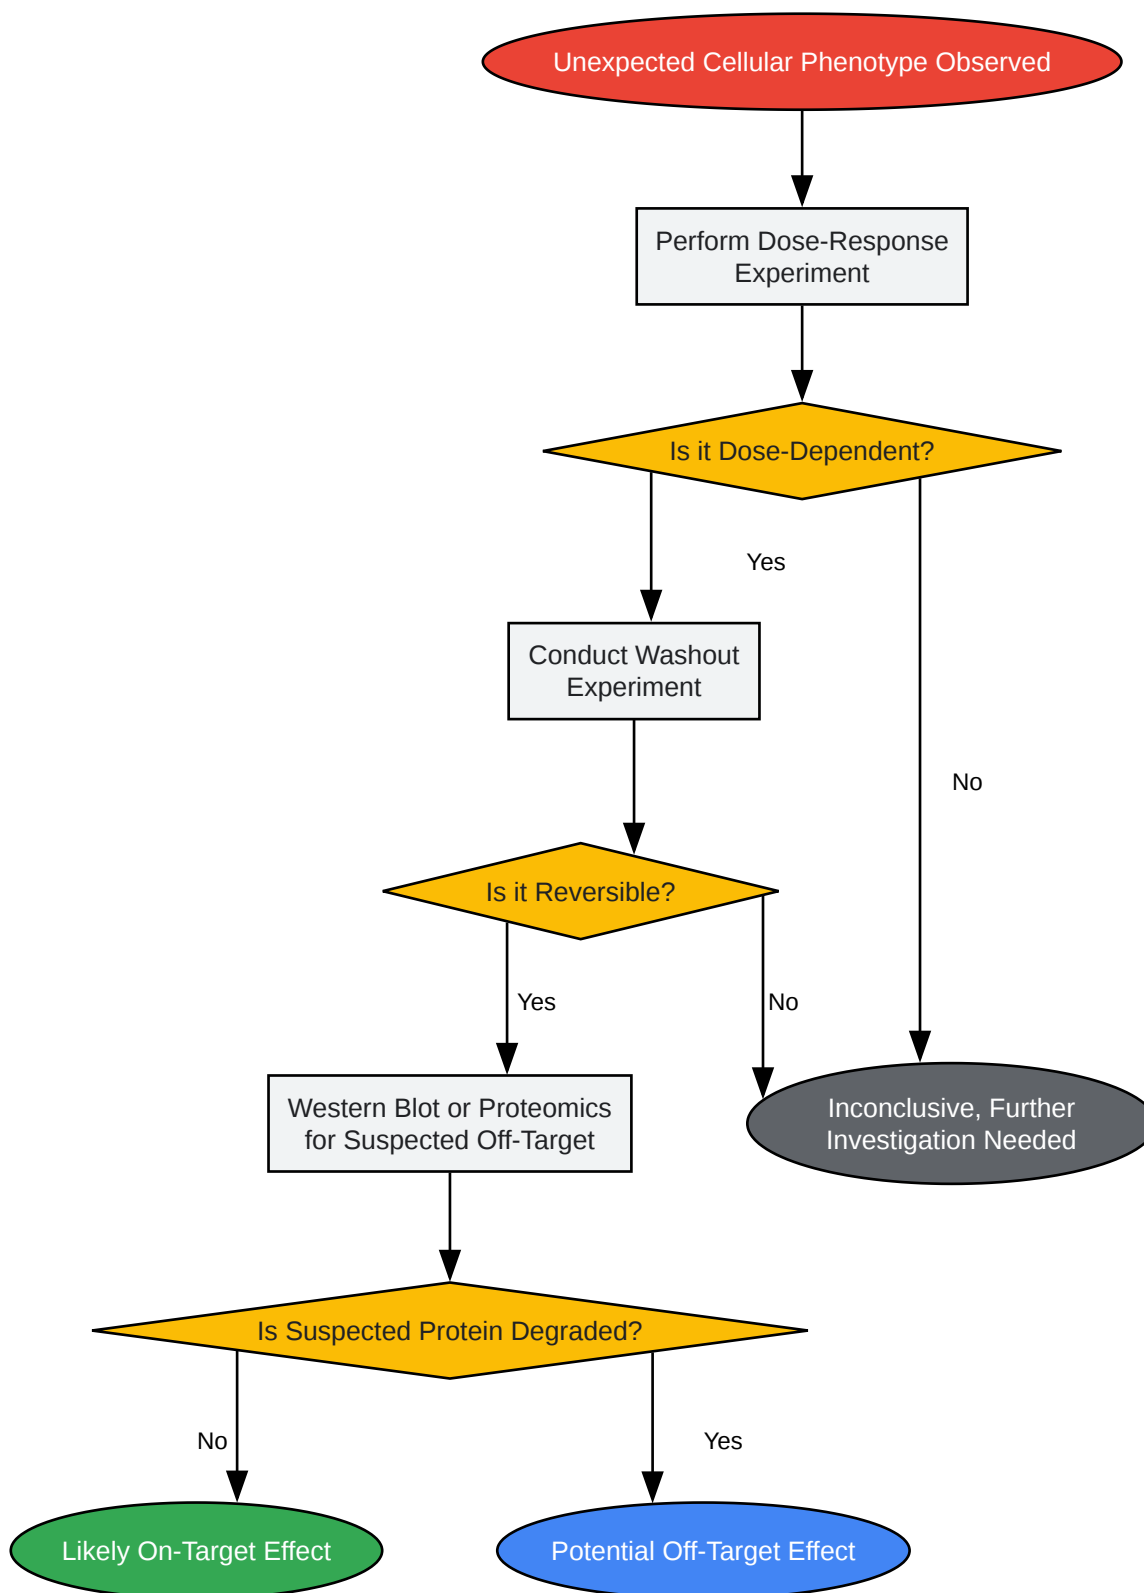 Unexpected Cellular Phenotype Observed
Perform Dose-Response
Experiment
Is it Dose-Dependent?
Yes
Conduct Washout
Experiment
No
Is it Reversible?
Yes
No
Western Blot or Proteomics
for Suspected Off-Target
Inconclusive, Further
Investigation Needed
Is Suspected Protein Degraded?
No
Yes
Likely On-Target Effect
Potential Off-Target Effect